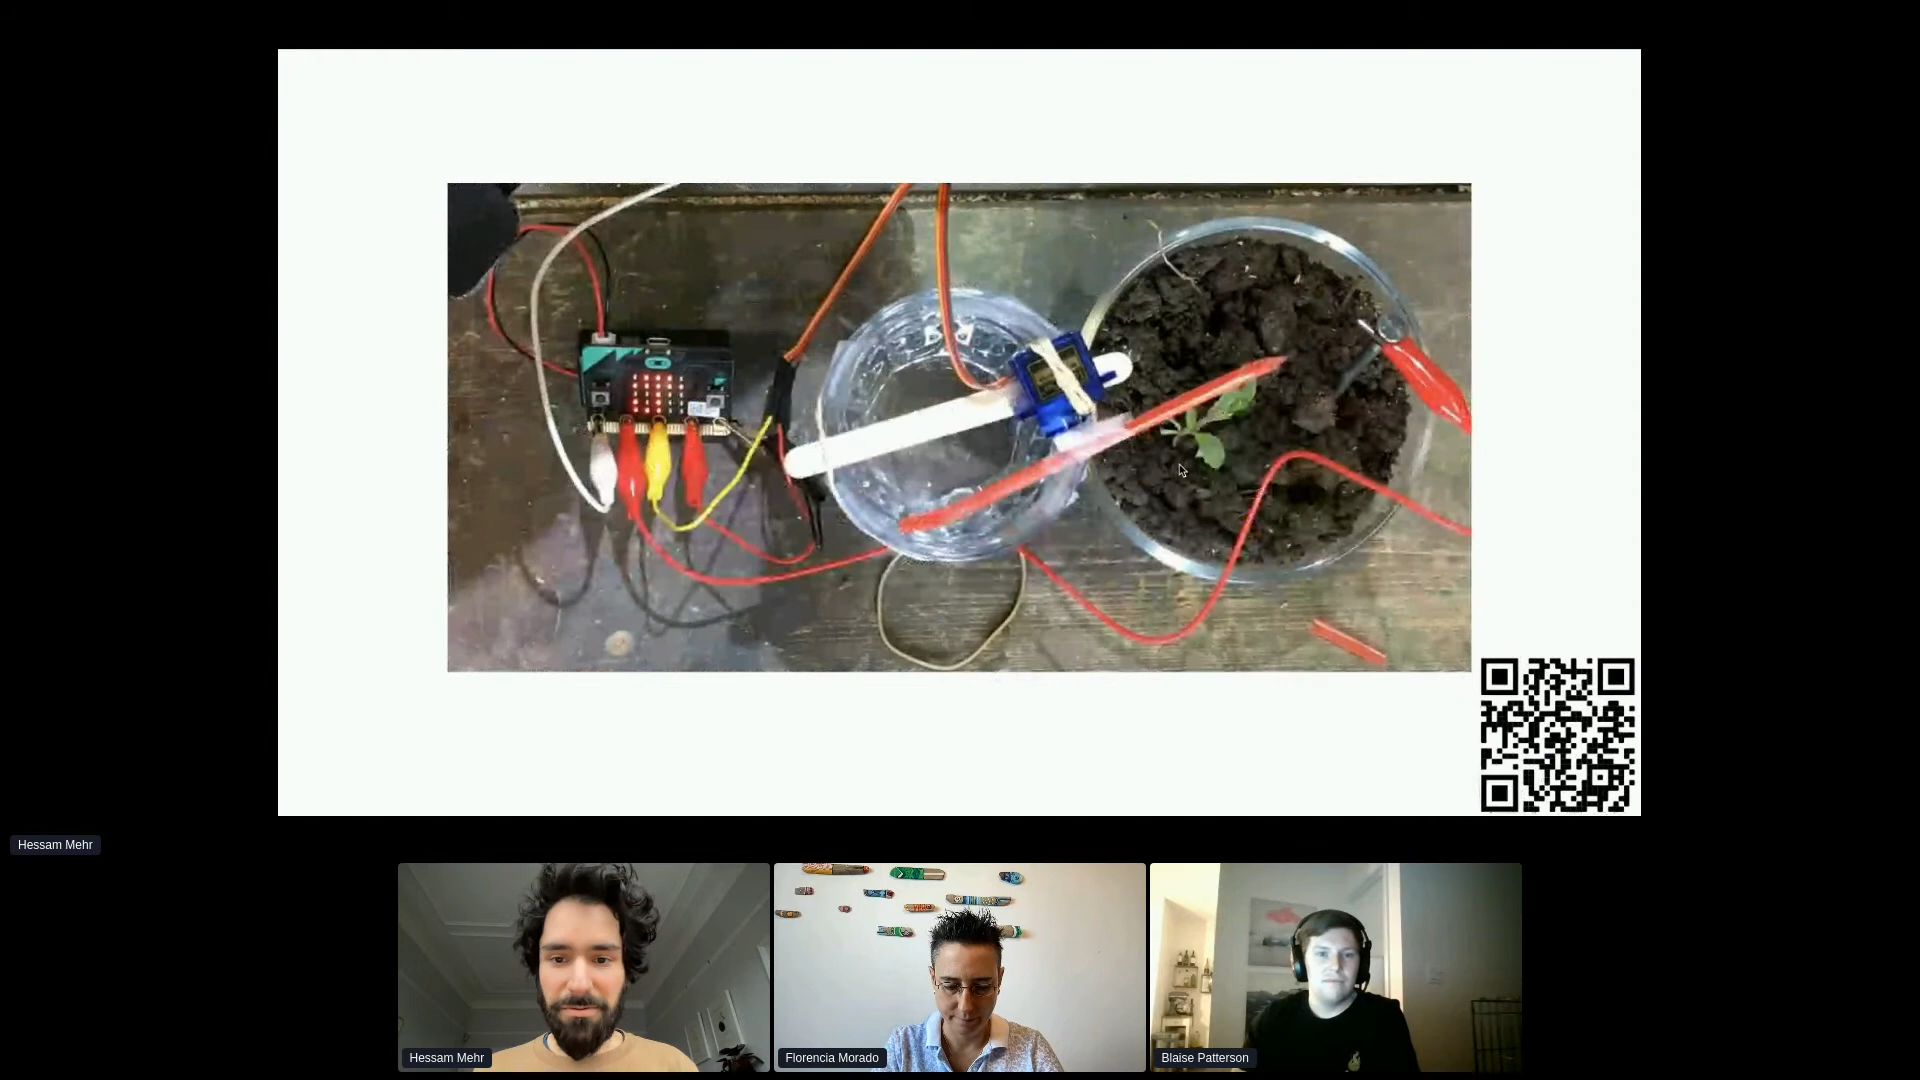 Hessam Mehr
Hessam Mehr
Florencia Morado
Blaise Patterson